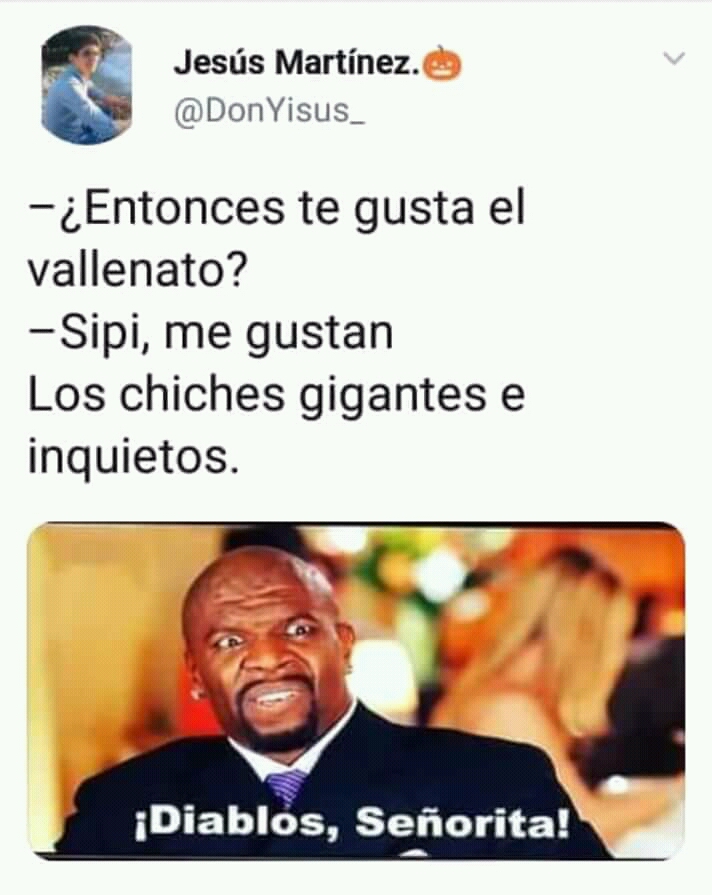 Jesús Martínez.🎃
@DonYisus_
–¿Entonces te gusta el
vallenato?
–Sipi, me gustan
Los chiches gigantes e
inquietos.
¡Diablos, Señorita!